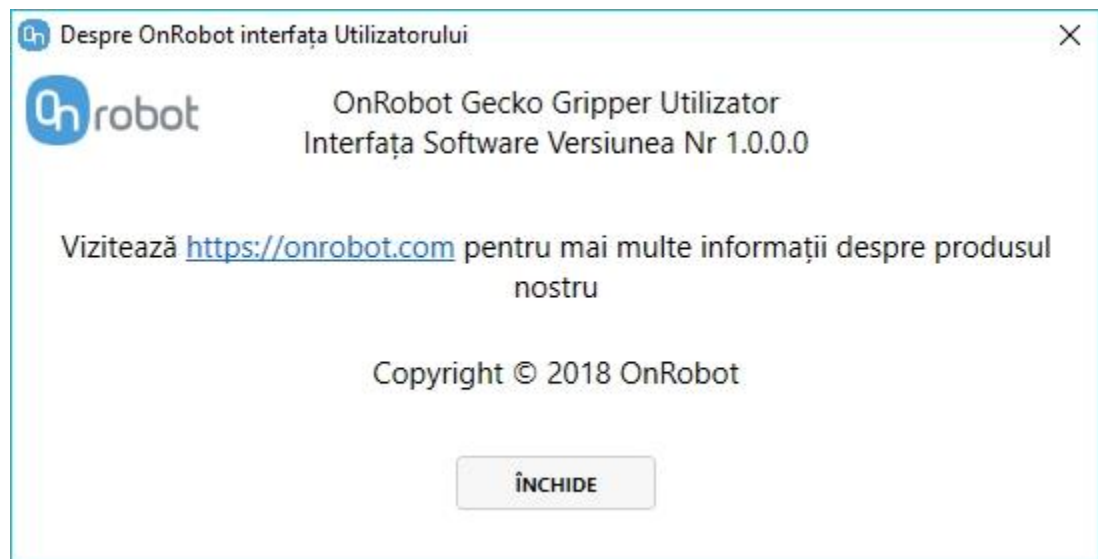 Despre OnRobot interfața Utilizatorului
On robot
OnRobot Gecko Gripper Utilizator
Interfața Software Versiunea Nr 1.0.0.0
Vizitează https://onrobot.com pentru mai multe informații despre produsul
nostru
Copyright © 2018 OnRobot
ÎNCHIDE